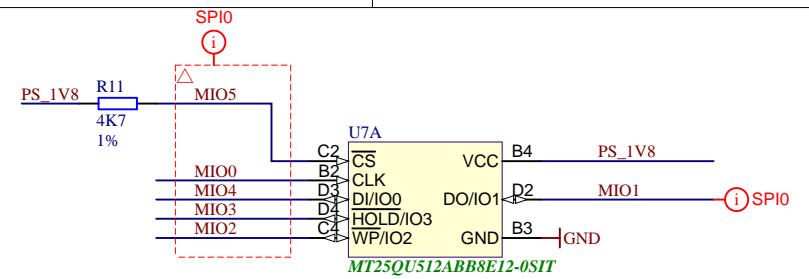 SPI0
i
PS_1V8
R11
MIO5
4K7
1%
U7A
C2
CS
VCC
B4
PS_1V8
MIO0
B2
CLK
MIO4
D3
DI/IO0
DO/IO1
D2
MIO1
i SPI0
MIO3
D4
HOLD/IO3
MIO2
C4
WP/IO2
GND
B3
GND
MT25QU512ABB8E12-0SIT